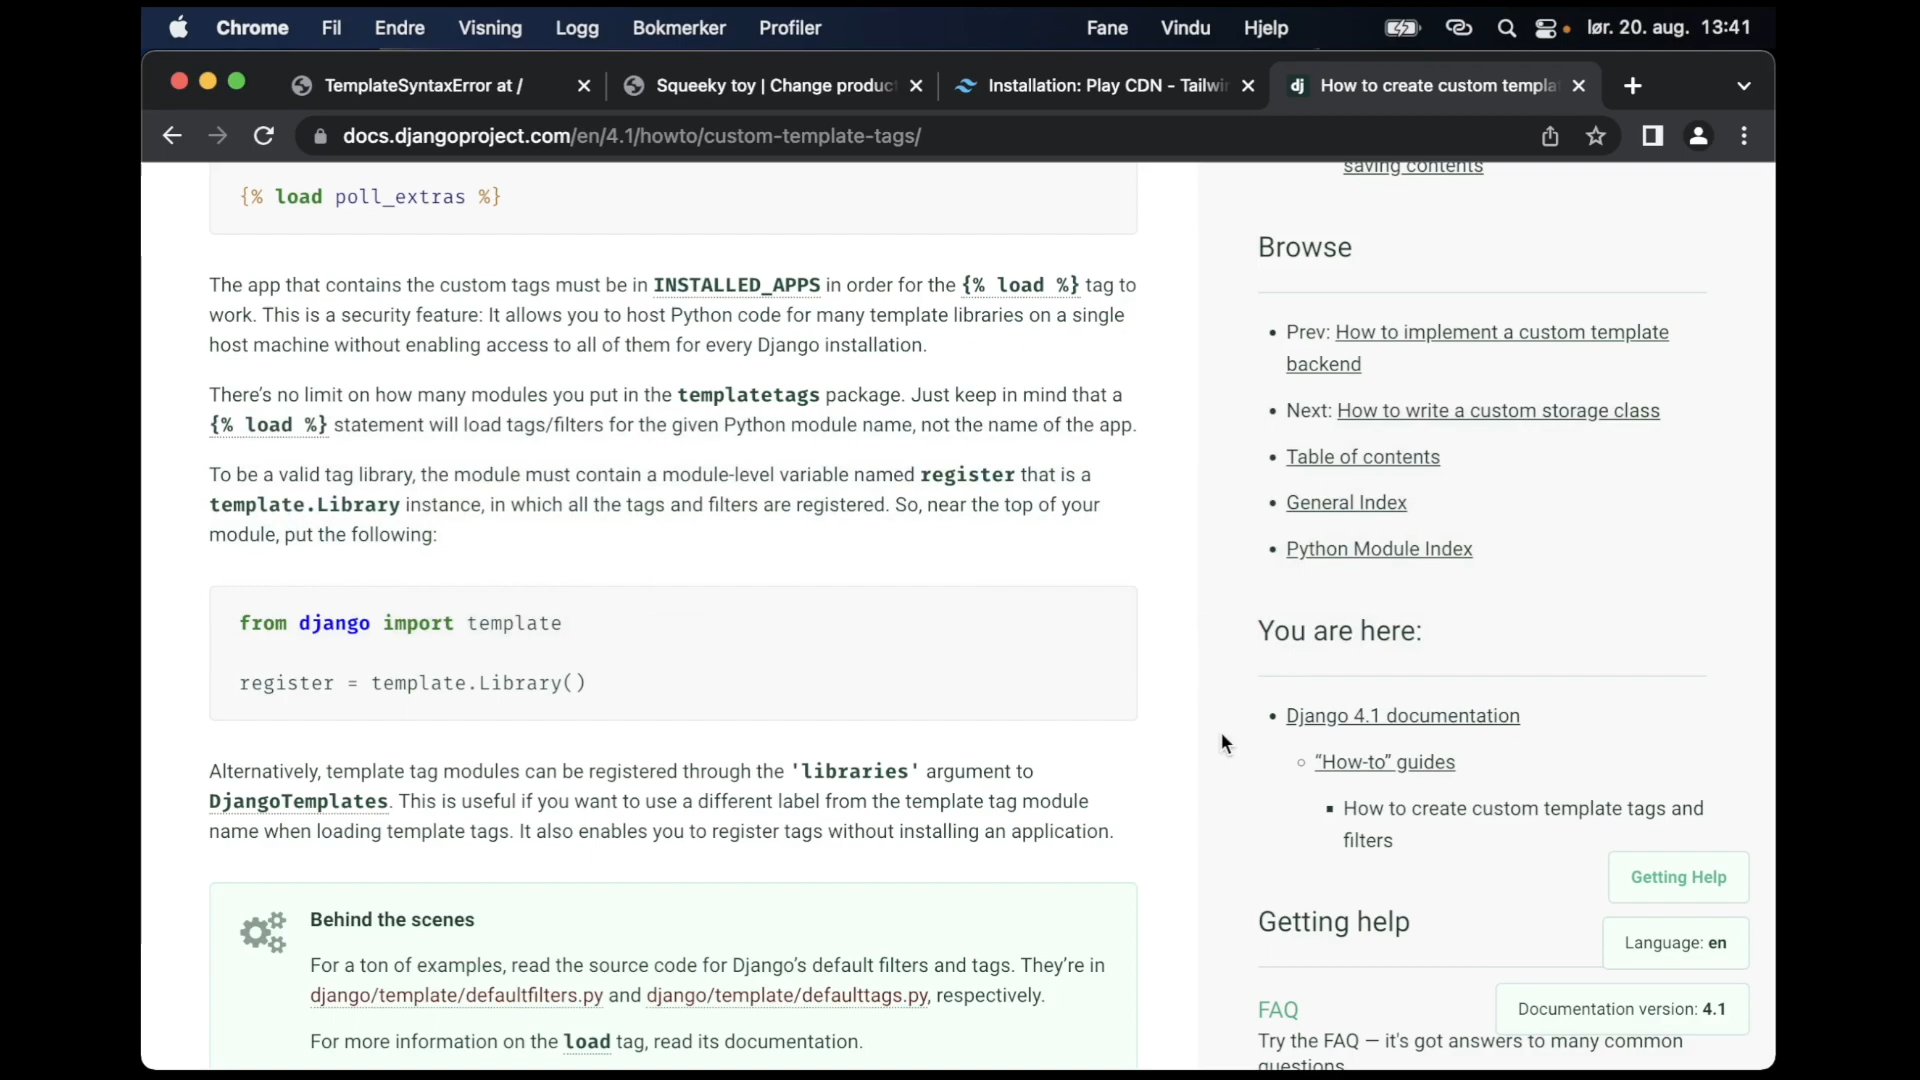 Chrome Fil Endre Visning Logg Bokmerker Profiler Fane Vindu Hjelp lør. 20. aug. 13:41
TemplateSyntaxError at / Squeeky toy | Change produc Installation: Play CDN - Tailwi dj How to create custom templa
docs.djangoproject.com/en/4.1/howto/custom-template-tags/
{% load poll_extras %}
The app that contains the custom tags must be in INSTALLED_APPS in order for the {% load %} tag to
work. This is a security feature: It allows you to host Python code for many template libraries on a single
host machine without enabling access to all of them for every Django installation.
There’s no limit on how many modules you put in the templatetags package. Just keep in mind that a
{% load %} statement will load tags/filters for the given Python module name, not the name of the app.
To be a valid tag library, the module must contain a module-level variable named register that is a
template.Library instance, in which all the tags and filters are registered. So, near the top of your
module, put the following:
from django import template
register = template.Library()
Alternatively, template tag modules can be registered through the 'libraries' argument to
DjangoTemplates. This is useful if you want to use a different label from the template tag module
name when loading template tags. It also enables you to register tags without installing an application.
Behind the scenes
For a ton of examples, read the source code for Django’s default filters and tags. They’re in
django/template/defaultfilters.py and django/template/defaulttags.py, respectively.
For more information on the load tag, read its documentation.
saving contents
Browse
Prev: How to implement a custom template
backend
Next: How to write a custom storage class
Table of contents
General Index
Python Module Index
You are here:
Django 4.1 documentation
“How-to” guides
How to create custom template tags and
filters
Getting Help
Getting help
Language: en
FAQ
Documentation version: 4.1
Try the FAQ — it's got answers to many common
questions.